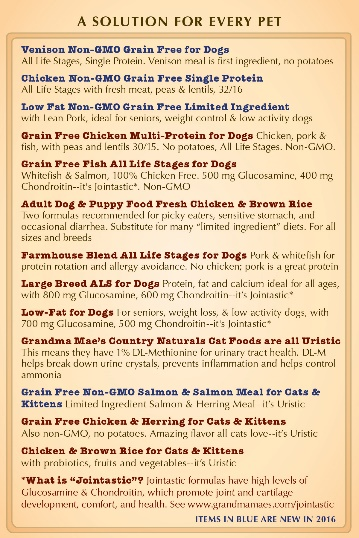 A SOLUTION FOR EVERY PET
Venison Non-GMO Grain Free for Dogs
All Life Stages, Single Protein. Venison meal is first ingredient, no potatoes
Chicken Non-GMO Grain Free Single Protein
All Life Stages with fresh meat, peas & lentils, 32/16
Low Fat Non-GMO Grain Free Limited Ingredient
with Lean Pork, ideal for seniors, weight control & low activity dogs
Grain Free Chicken Multi-Protein for Dogs Chicken, pork &
fish, with peas and lentils 30/15. No potatoes, All Life Stages. Non-GMO.
Grain Free Fish All Life Stages for Dogs
Whitefish & Salmon, 100% Chicken Free. 500 mg Glucosamine, 400 mg
Chondroitin--it's Jointastic*. Non-GMO
Adult Dog & Puppy Food Fresh Chicken & Brown Rice
Two formulas recommended for picky eaters, sensitive stomach, and
occasional diarrhea. Substitute for many "limited ingredient" diets. For all
sizes and breeds
Farmhouse Blend All Life Stages for Dogs Pork & whitefish for
protein rotation and allergy avoidance. No chicken; pork is a great protein
Large Breed ALS for Dogs Protein, fat and calcium ideal for all ages,
with 800 mg Glucosamine, 600 mg Chondroitin--it's Jointastic*
Low-Fat for Dogs For seniors, weight loss, & low activity dogs, with
700 mg Glucosamine, 500 mg Chondroitin--it's Jointastic*
Grandma Mae's Country Naturals Cat Foods are all Uristic
This means they have 1% DL-Methionine for urinary tract health. DL-M
helps break down urine crystals, prevents inflammation and helps control
ammonia
Grain Free Non-GMO Salmon & Salmon Meal for Cats &
Kittens Limited Ingredient Salmon & Herring Meal--it's Uristic
Grain Free Chicken & Herring for Cats & Kittens
Also non-GMO, no potatoes. Amazing flavor all cats love--it's Uristic
Chicken & Brown Rice for Cats & Kittens
with probiotics, fruits and vegetables--it's Uristic
*What is "Jointastic"? Jointastic formulas have high levels of
Glucosamine & Chondroitin, which promote joint and cartilage
development, comfort, and health. See www.grandmamaes.com/jointastic
ITEMS IN BLUE ARE NEW IN 2016